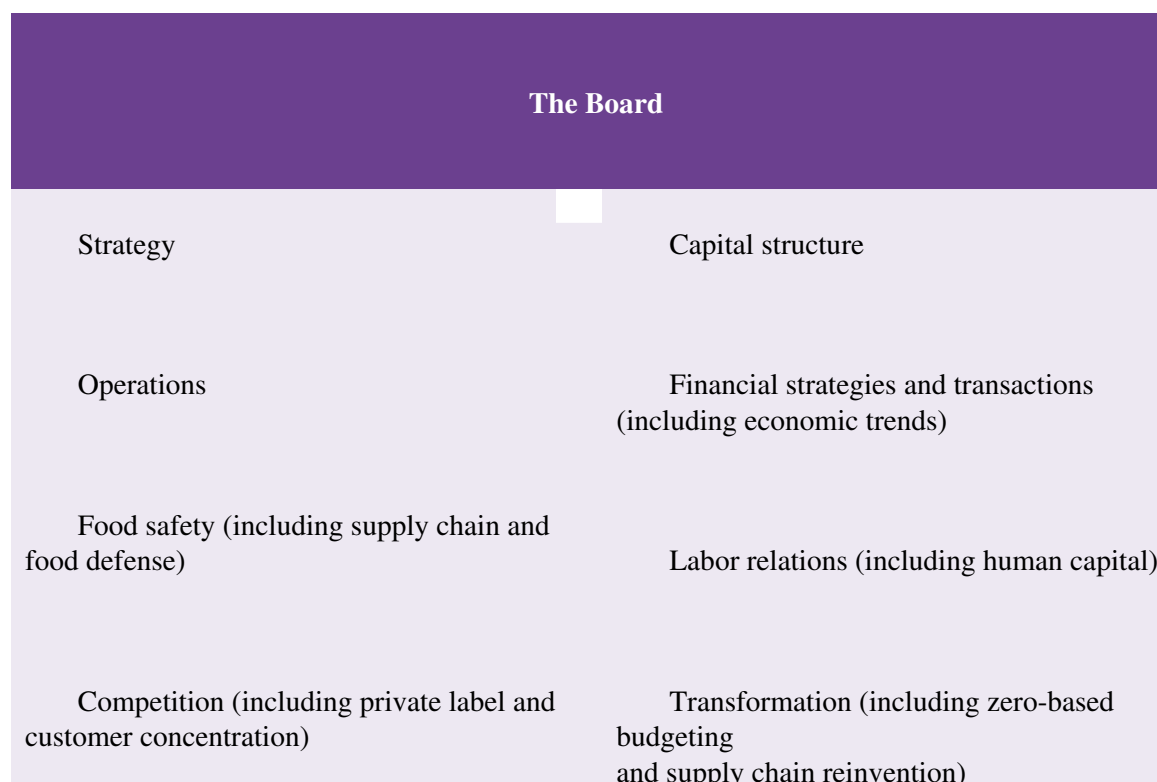 The Board
Strategy
Capital structure
Operations
Financial strategies and transactions
(including economic trends)
Food safety (including supply chain and
food defense)
Labor relations (including human capital)
Competition (including private label and
customer concentration)
Transformation (including zero-based
budgeting
and supply chain reinvention)